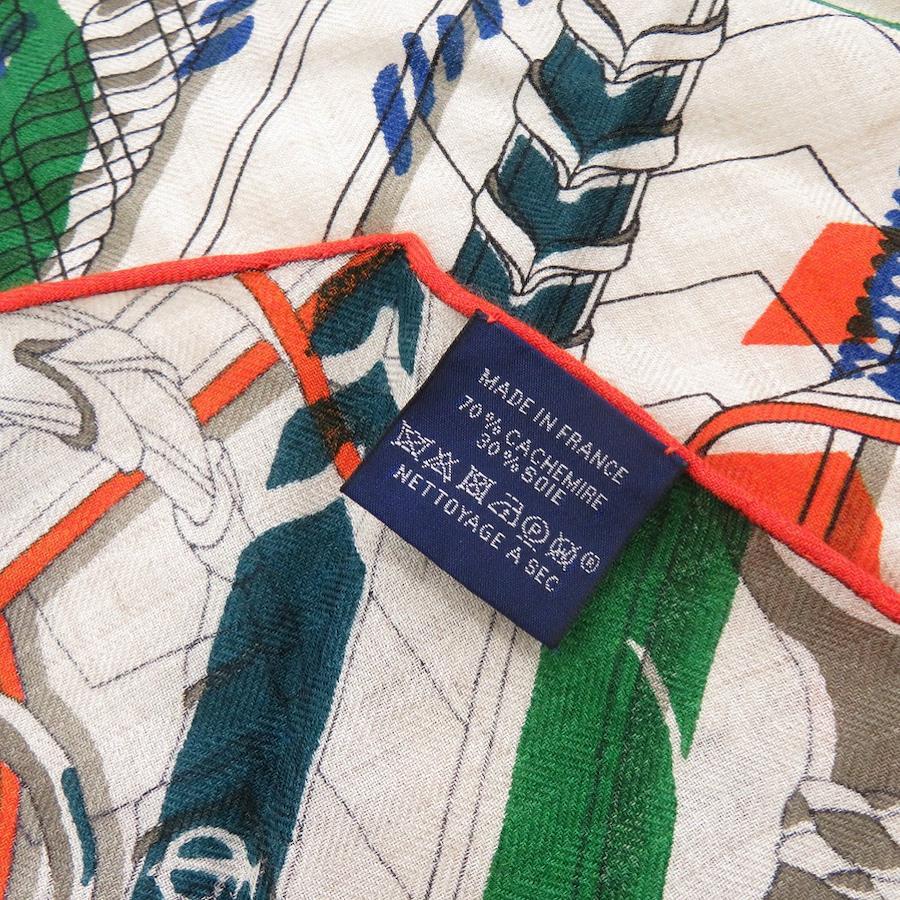 MADE IN FRANCE
70% CACHEMIRE
30% SOIE
®
NETTOYAGE À SEC